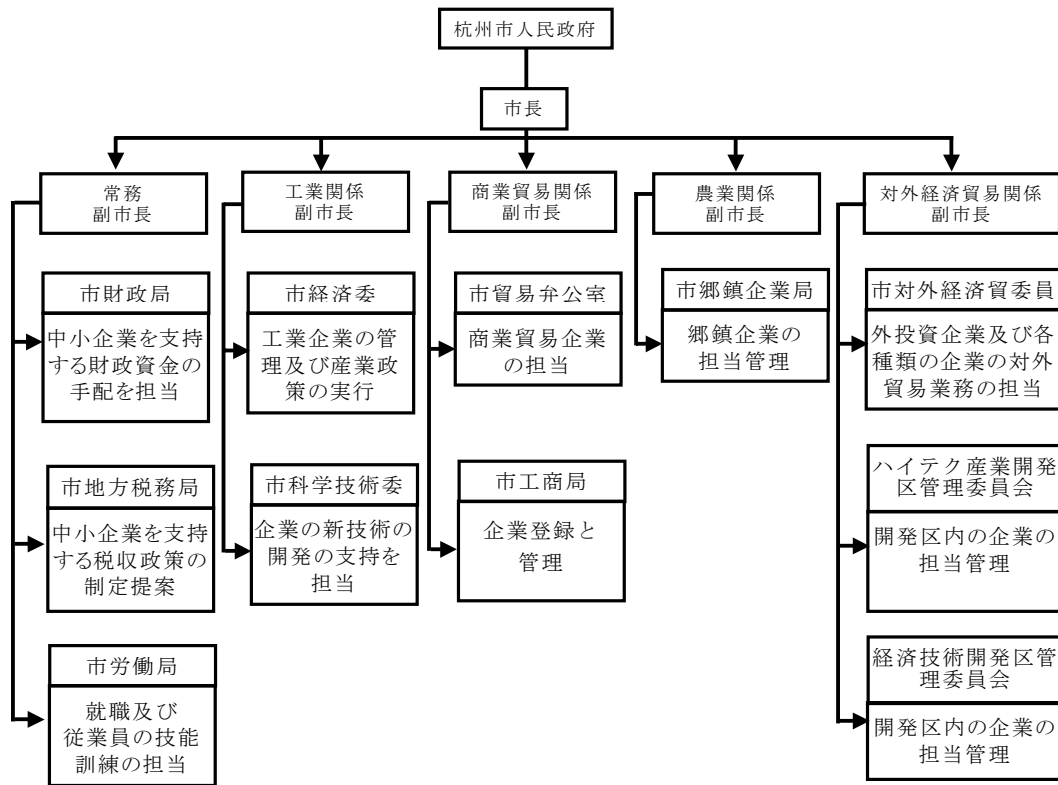 杭州市人民政府
市長
常務
副市長
工業関係
副市長
商業貿易関係
副市長
農業関係
副市長
対外経済貿易関係
副市長
市財政局
中小企業を支持
する財政資金の
手配を担当
市経済委
工業企業の管
理及び産業政
策の実行
市貿易弁公室
商業貿易企業
の担当
市郷鎮企業局
郷鎮企業の
担当管理
市対外経済貿委員
外投資企業及び各
種類の企業の対外
貿易業務の担当
市地方税務局
中小企業を支持
する税収政策の
制定提案
市科学技術委
企業の新技術の
開発の支持を
担当
市工商局
企業登録と
管理
ハイテク産業開発
区管理委員会
開発区内の企業の
担当管理
市労働局
就職及び
従業員の技能
訓練の担当
経済技術開発区管
理委員会
開発区内の企業の
担当管理